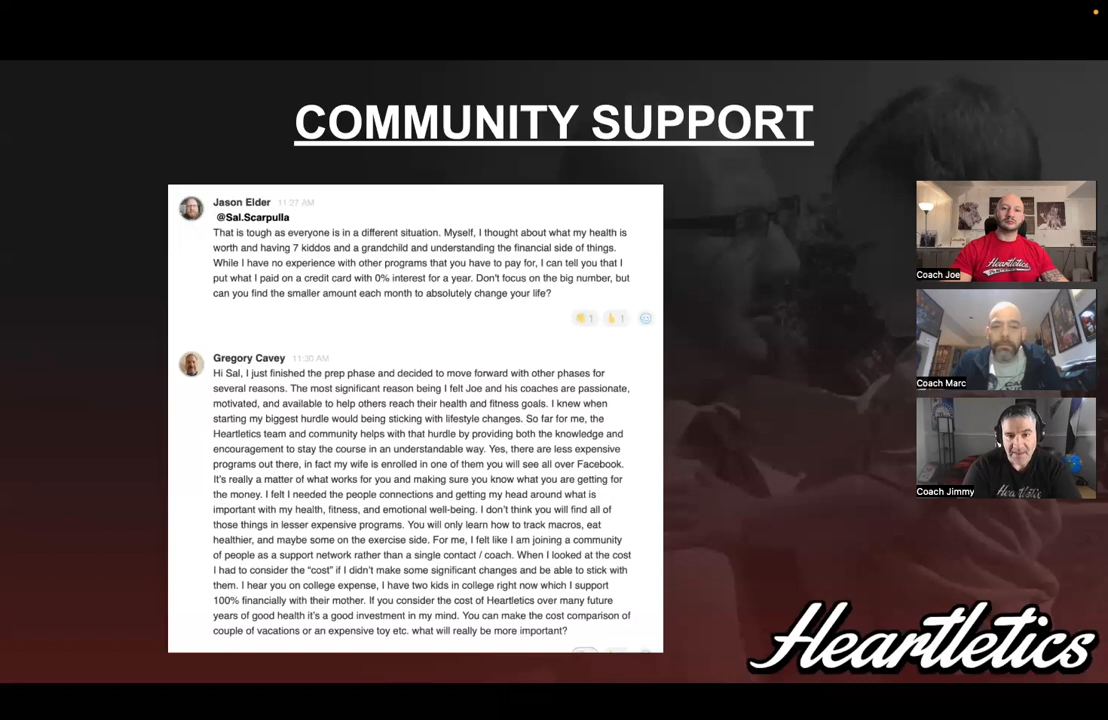 COMMUNITY SUPPORT
Jason Elder 11:27 AM
@Sal.Scarpulla
That is tough as everyone is in a different situation. Myself, I thought about what my health is
worth and having 7 kiddos and a grandchild and understanding the financial side of things.
While I have no experience with other programs that you have to pay for, I can tell you that I
put what I paid on a credit card with 0% interest for a year. Don't focus on the big number, but
can you find the smaller amount each month to absolutely change your life?
1 1
Gregory Cavey 11:30 AM
Hi Sal, I just finished the prep phase and decided to move forward with other phases for
several reasons. The most significant reason being I felt Joe and his coaches are passionate,
motivated, and available to help others reach their health and fitness goals. I knew when
starting my biggest hurdle would being sticking with lifestyle changes. So far for me, the
Heartletics team and community helps with that hurdle by providing both the knowledge and
encouragement to stay the course in an understandable way. Yes, there are less expensive
programs out there, in fact my wife is enrolled in one of them you will see all over Facebook.
It's really a matter of what works for you and making sure you know what you are getting for
the money. I felt I needed the people connections and getting my head around what is
important with my health, fitness, and emotional well-being. I don't think you will find all of
those things in lesser expensive programs. You will only learn how to track macros, eat
healthier, and maybe some on the exercise side. For me, I felt like I am joining a community
of people as a support network rather than a single contact / coach. When I looked at the cost
I had to consider the "cost" if I didn't make some significant changes and be able to stick with
them. I hear you on college expense, I have two kids in college right now which I support
100% financially with their mother. If you consider the cost of Heartletics over many future
years of good health it's a good investment in my mind. You can make the cost comparison of
couple of vacations or an expensive toy etc. what will really be more important?
Heartletics
Coach Joe
Coach Marc
Heartletics
Coach Jimmy
Heartletics